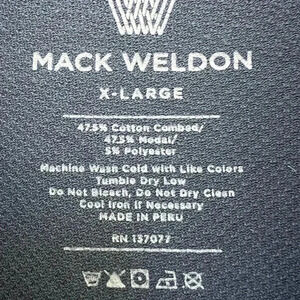 MACK WELDON
X-LARGE
47.5% Cotton Combed/
47.5% Modal/
5% Polyester
Machine Wash Cold with Like Colors
Tumble Dry Low
Do Not Bleach, Do Not Dry Clean
Cool Iron If Necessary
MADE IN PERU
RN 137077